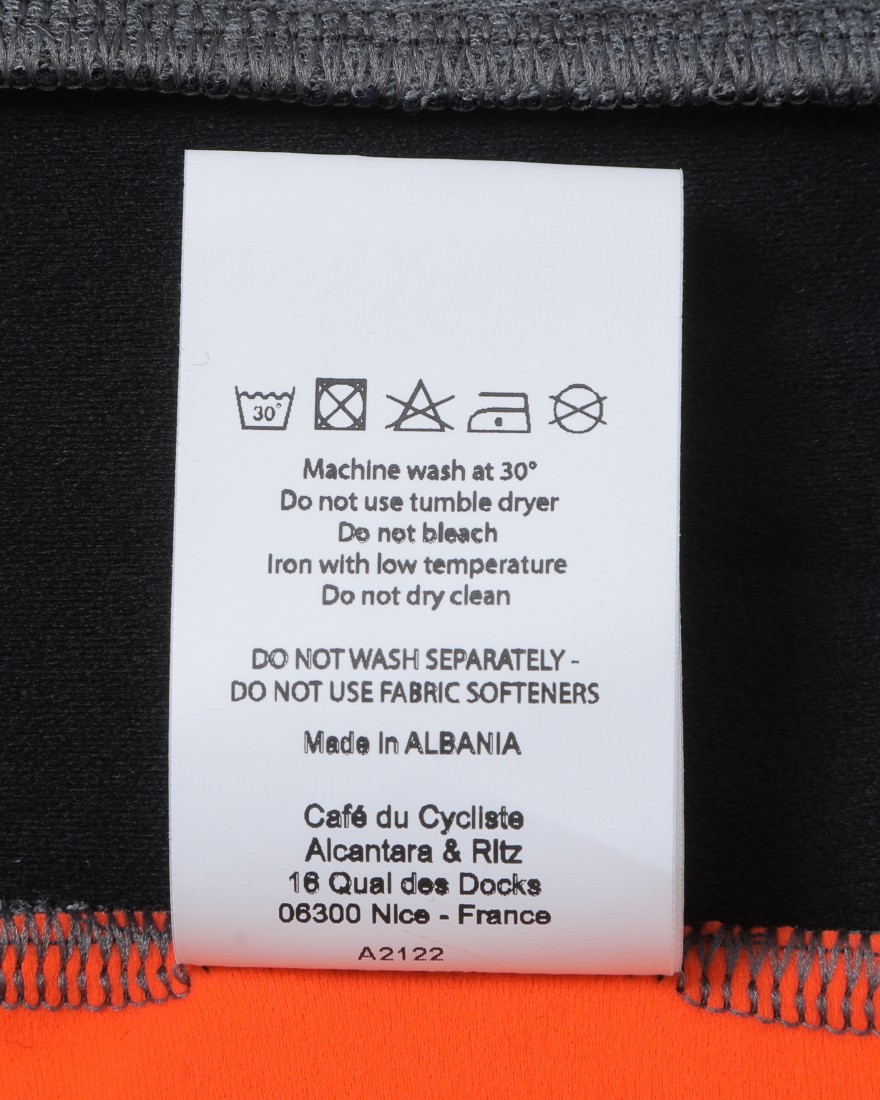 30°
Machine wash at 30°
Do not use tumble dryer
Do not bleach
Iron with low temperature
Do not dry clean
DO NOT WASH SEPARATELY -
DO NOT USE FABRIC SOFTENERS
Made in ALBANIA
Café du Cycliste
Alcantara & Ritz
16 Quai des Docks
06300 Nice - France
A2122